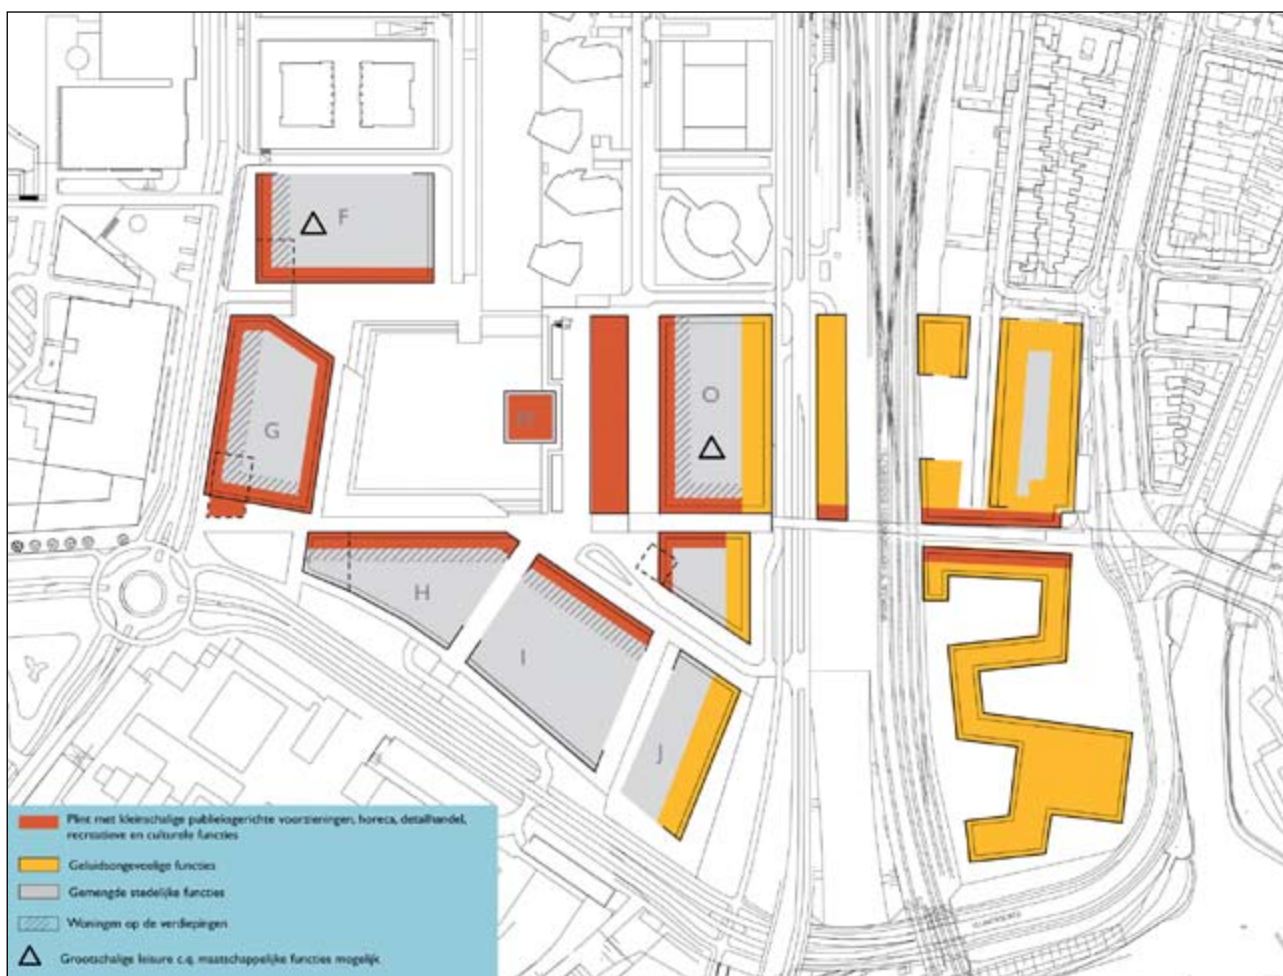 F
O
G
H
I
J
Plint met kleinschalige publieksgerichte voorzieningen, horeca, detailhandel,
recreatieve en culturele functies
Geluidsongevoelige functies
Gemengde stedelijke functies
Woningen op de verdiepingen
Grootschalige leisure c.q. maatschappelijke functies mogelijk